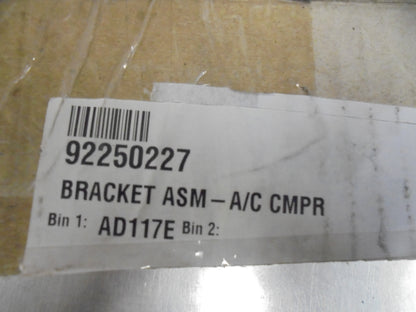 92250227
BRACKET ASM – A/C CMPR
Bin 1: AD117E Bin 2: